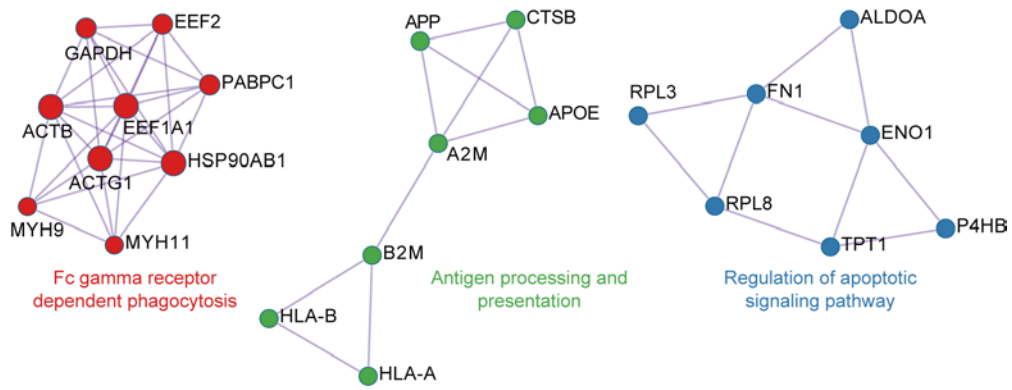 GAPDH
EEF2
PABPC1
ACTB
EEF1A1
ACTG1
HSP90AB1
MYH9
MYH11
Fc gamma receptor
dependent phagocytosis
APP
CTSB
APOE
A2M
B2M
HLA-B
HLA-A
Antigen processing and
presentation
ALDOA
RPL3
FN1
ENO1
RPL8
TPT1
P4HB
Regulation of apoptotic
signaling pathway